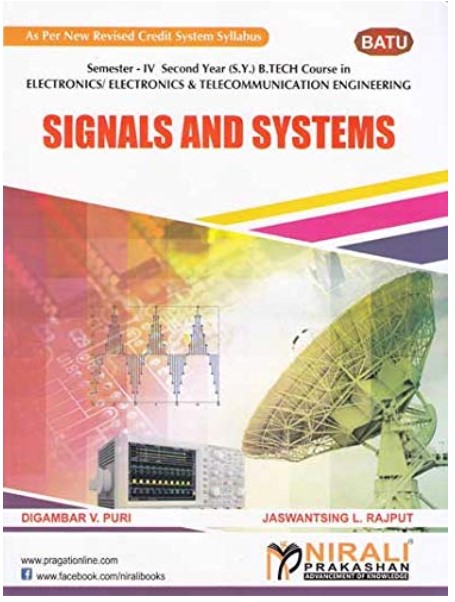 As Per New Revised Credit System Syllabus
BATU
Semester - IV Second Year (S.Y.) B.TECH Course in
ELECTRONICS/ ELECTRONICS & TELECOMMUNICATION ENGINEERING
SIGNALS AND SYSTEMS
DIGAMBAR V. PURI
JASWANTSING L. RAJPUT
www.pragationline.com
www.facebook.com/niralibooks
NIRALI®
PRAKASHAN
ADVANCEMENT OF KNOWLEDGE